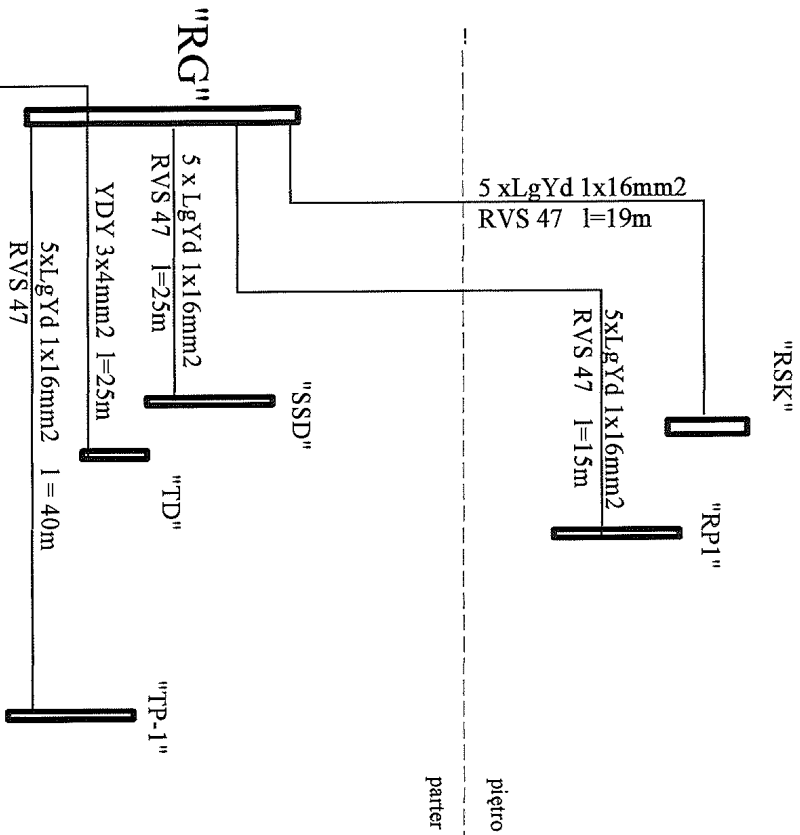 "RG"
5 xLgYd 1x16mm2
RVS 47 l=19m
"RSK"
5xLgYd 1x16mm2
RVS 47 l=15m
"RP1"
5 x LgYd 1x16mm2
RVS 47 l=25m
"SSD"
YDY 3x4mm2 l=25m
"TD"
5xLgYd 1x16mm2 l = 40m
RVS 47
"TP-1"
piętro
parter